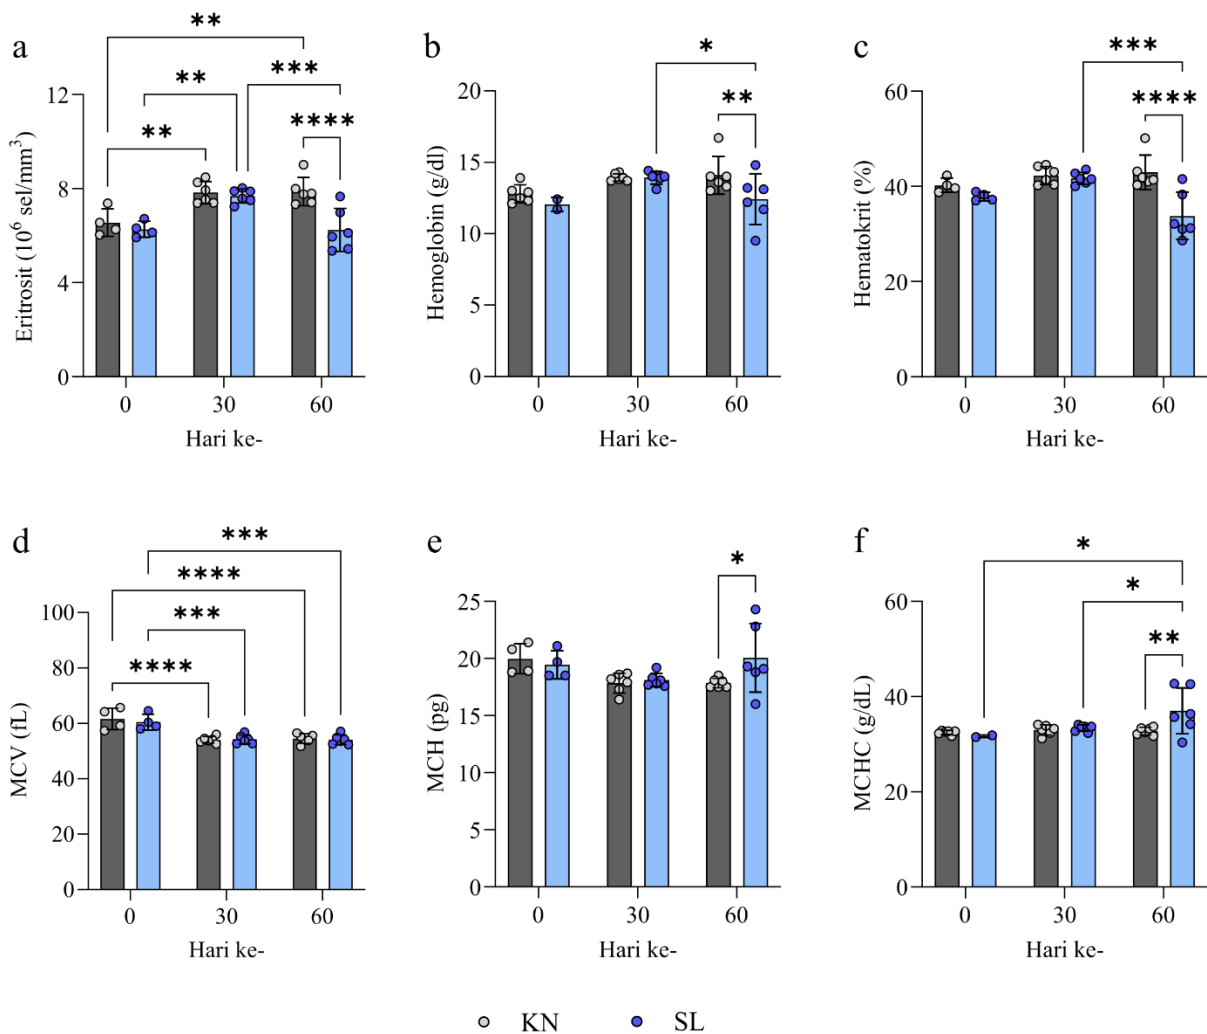 a
Eritrosit (10⁶ sel/mm³)
12
8
4
0
**
**
**
***
****
0 30 60
Hari ke-
b
Hemoglobin (g/dl)
20
15
10
5
0
*
**
0 30 60
Hari ke-
c
Hematokrit (%)
60
40
20
0
***
****
0 30 60
Hari ke-
d
MCV (fL)
100
80
60
40
20
0
***
****
***
****
0 30 60
Hari ke-
e
MCH (pg)
25
20
15
10
5
0
*
0 30 60
Hari ke-
f
MCHC (g/dL)
60
40
20
0
*
*
**
0 30 60
Hari ke-
KN SL